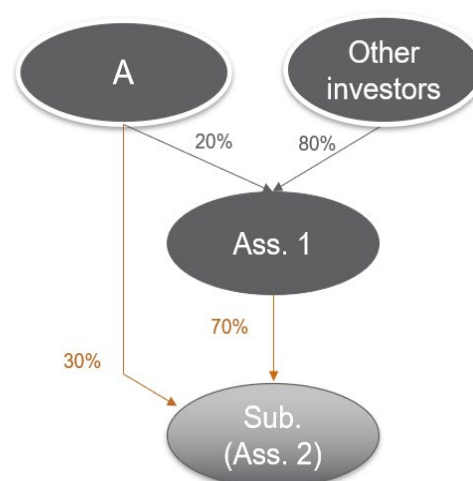 A
Other
investors
20%
80%
Ass. 1
70%
30%
Sub.
(Ass. 2)